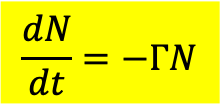 dN/dt = −ΓN